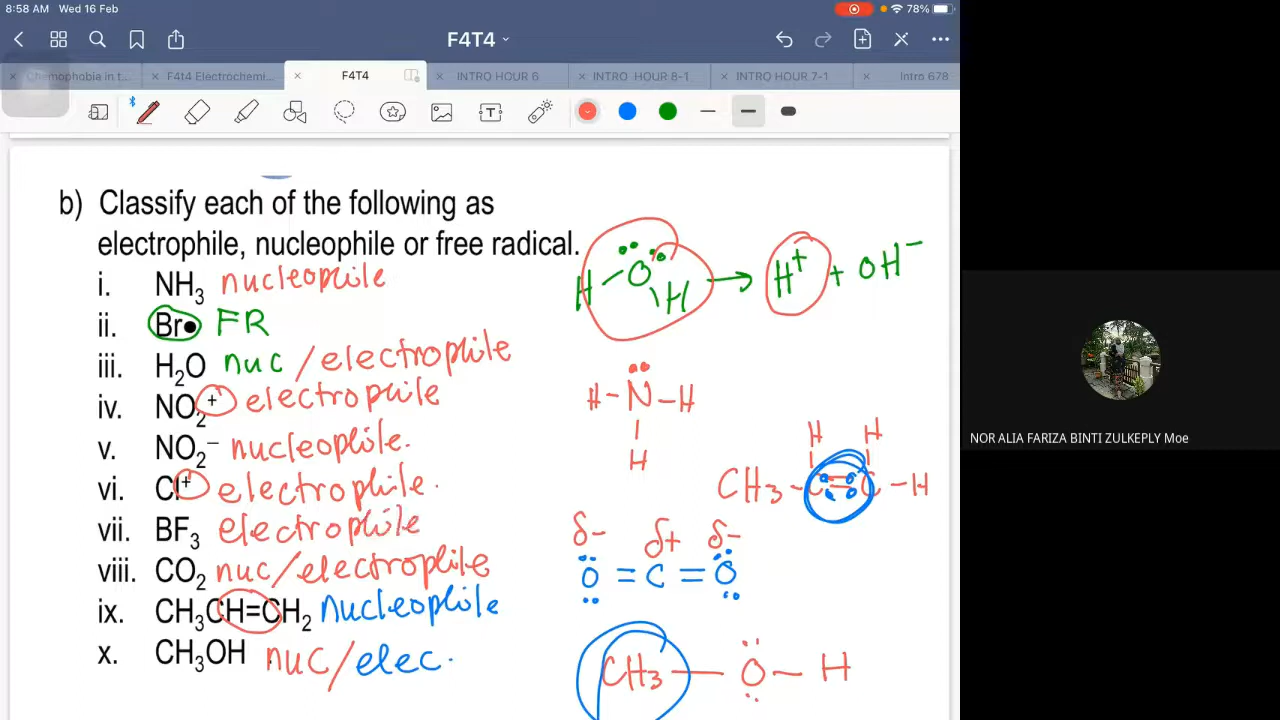 8:58 AM Wed 16 Feb
78%
F4T4
Chemophobia in t...
F4t4 Electrochemi...
F4T4
INTRO HOUR 6
INTRO HOUR 8-1
INTRO HOUR 7-1
Intro 678
b) Classify each of the following as
electrophile, nucleophile or free radical.
i. NH3 nucleophile
ii. Br● FR
iii. H2O nuc /electrophile
iv. NO2+ electrophile
v. NO2− nucleophile.
vi. Cl+ electrophile.
vii. BF3 electrophile
viii. CO2 nuc/electrophile
ix. CH3CH=CH2 nucleophile
x. CH3OH nuc/elec.
H–O
H → H+ + OH−
H–N–H
H
H H
CH3–C=C–H
δ− δ+ δ−
O=C=O
CH3—O—H
NOR ALIA FARIZA BINTI ZULKEPLY Moe